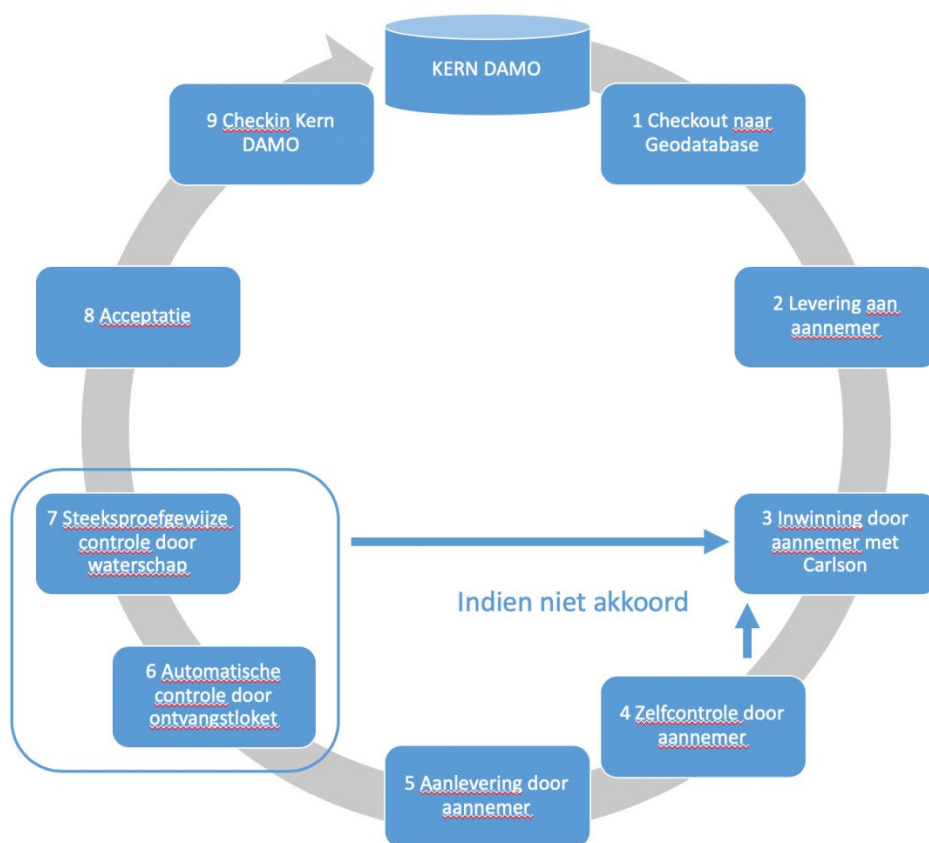 KERN DAMO
1 Checkout naar
Geodatabase
2 Levering aan
aannemer
3 Inwinning door
aannemer met
Carlson
4 Zelfcontrole door
aannemer
5 Aanlevering door
aannemer
6 Automatische
controle door
ontvangstloket
7 Steeksproefgewijze
controle door
waterschap
8 Acceptatie
9 Checkin Kern
DAMO
Indien niet akkoord